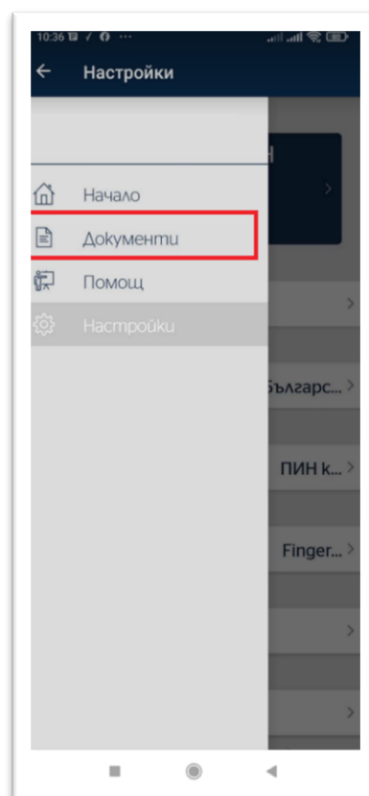 10:36
Настройки
Н
Начало
Документи
Помощ
Настройки
Българс...
ПИН к...
Finger...